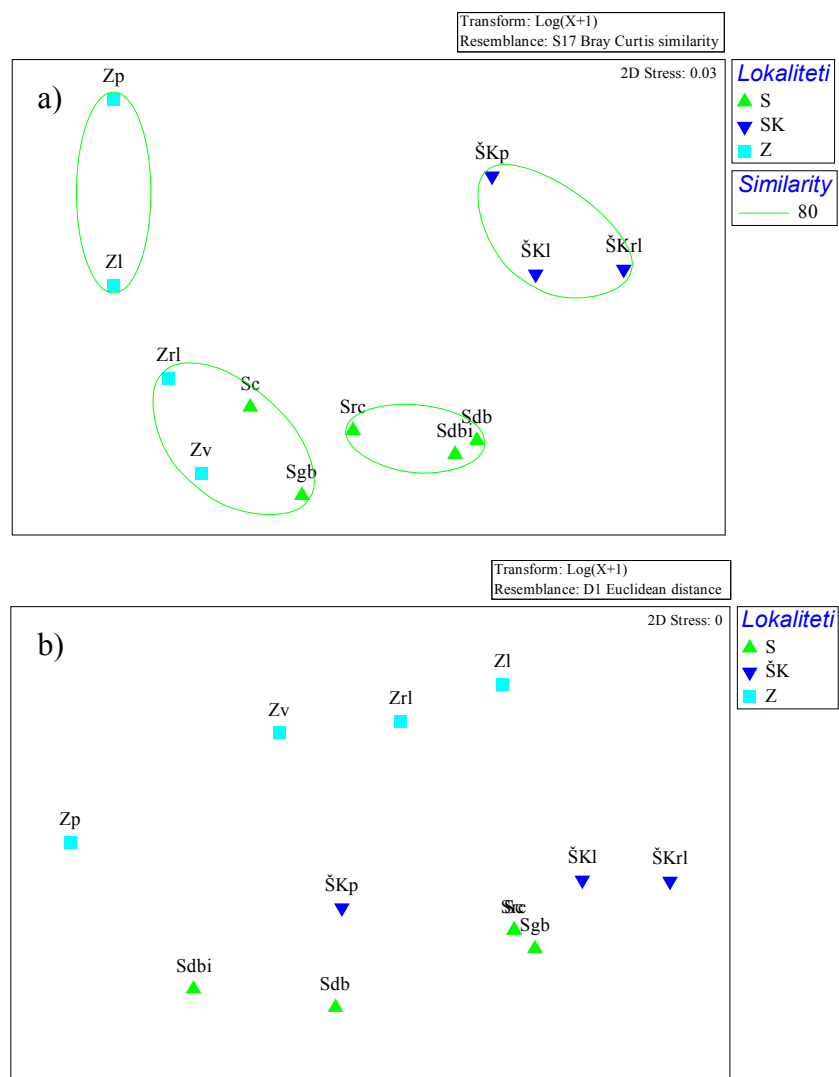 Transform: Log(X+1)
Resemblance: S17 Bray Curtis similarity
a)
2D Stress: 0.03
Lokaliteti
S
SK
Z
Similarity
80
Zp
ŠKp
Zl
ŠKl
ŠKrl
Zrl
Sc
Src
Sdb
Sdbi
Zv
Sgb
Transform: Log(X+1)
Resemblance: D1 Euclidean distance
b)
2D Stress: 0
Lokaliteti
S
ŠK
Z
Zl
Zrl
Zv
Zp
ŠKl
ŠKrl
ŠKp
Sgb
Sdbi
Sdb